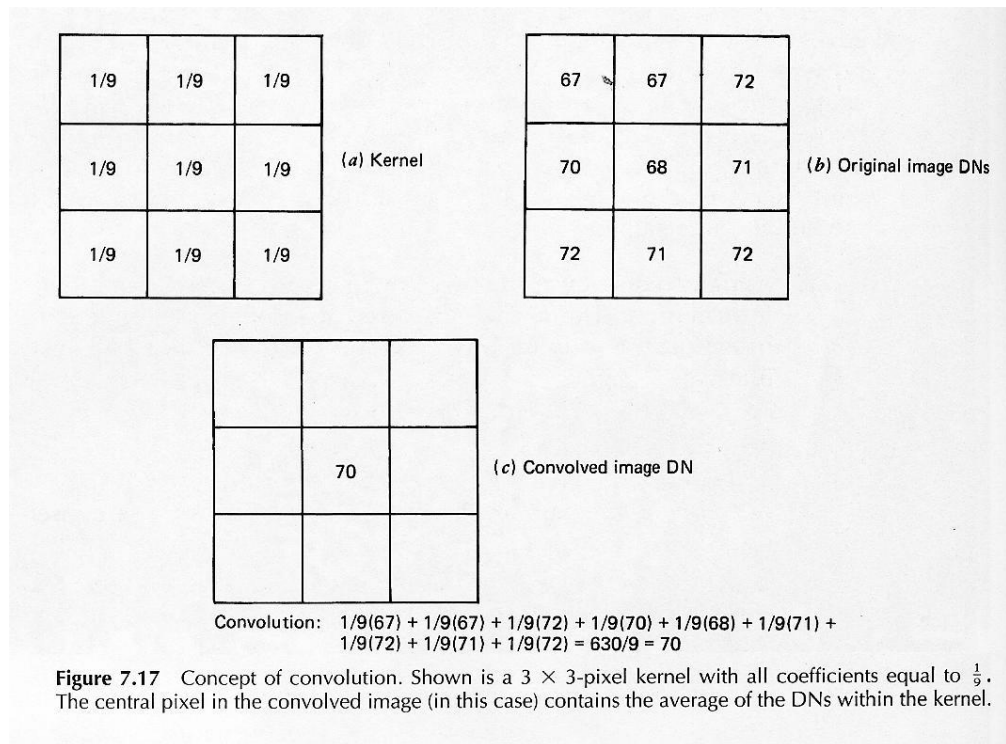 1/9 1/9 1/9
1/9 1/9 1/9
1/9 1/9 1/9
(a) Kernel
67 67 72
70 68 71
72 71 72
(b) Original image DNs
70
(c) Convolved image DN
Convolution: 1/9(67) + 1/9(67) + 1/9(72) + 1/9(70) + 1/9(68) + 1/9(71) +
1/9(72) + 1/9(71) + 1/9(72) = 630/9 = 70
Figure 7.17 Concept of convolution. Shown is a 3 × 3-pixel kernel with all coefficients equal to 1/9.
The central pixel in the convolved image (in this case) contains the average of the DNs within the kernel.